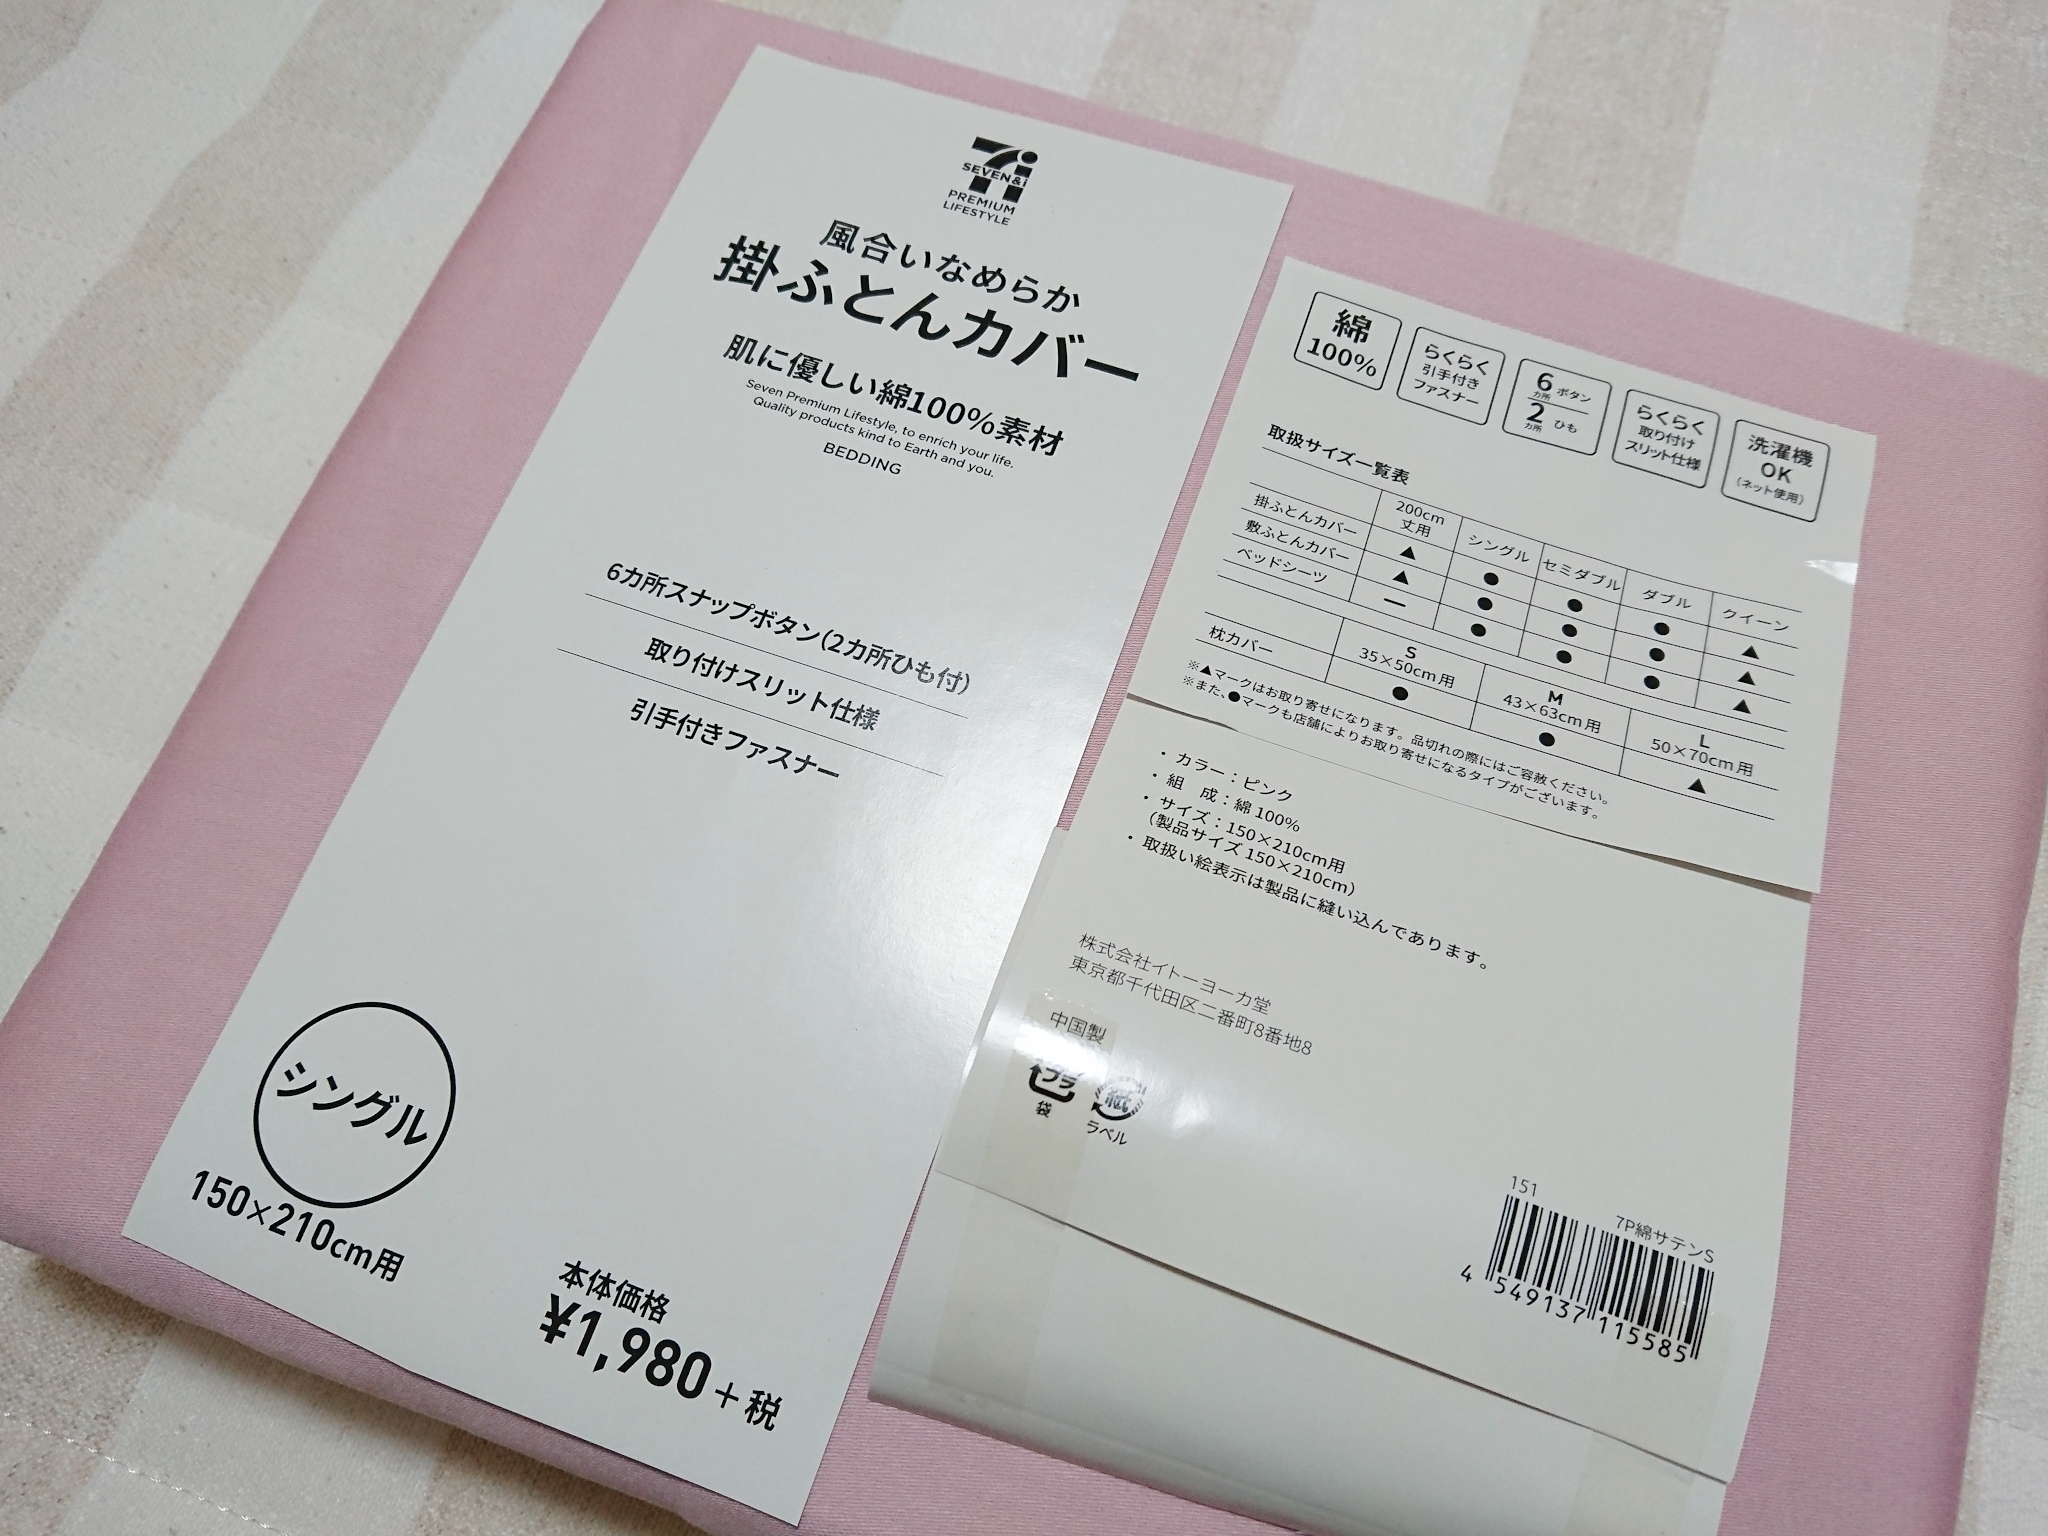 SEVEN&i
PREMIUM
LIFESTYLE
風合いなめらか
掛ふとんカバー
肌に優しい綿100%素材
Seven Premium Lifestyle, to enrich your life.
Quality products kind to Earth and you.
BEDDING
6カ所スナップボタン(2カ所ひも付)
取り付けスリット仕様
引手付きファスナー
シングル
150×210cm用
本体価格
¥1,980+税
綿
100%
らくらく
引手付き
ファスナー
6カ所 ボタン
2カ所 ひも
らくらく
取り付け
スリット仕様
洗濯機
OK
(ネット使用)
取扱サイズ一覧表
200cm丈用 シングル セミダブル ダブル クイーン
掛ふとんカバー ▲ ● ● ● ▲
敷ふとんカバー ▲ ● ● ● ▲
ベッドシーツ — ● ● ● ▲
S 35×50cm用 M 43×63cm用 L 50×70cm用
枕カバー ● ● ▲
※▲マークはお取り寄せになります。品切れの際にはご容赦ください。
※また、●マークも店舗によりお取り寄せになるタイプがございます。
・カラー：ピンク
・組 成：綿100%
・サイズ：150×210cm用
(製品サイズ 150×210cm)
・取扱い絵表示は製品に縫い込んであります。
株式会社イトーヨーカ堂
東京都千代田区二番町8番地8
中国製
プラ
袋
紙
ラベル
151
7P綿サテンS
4 549137 115585